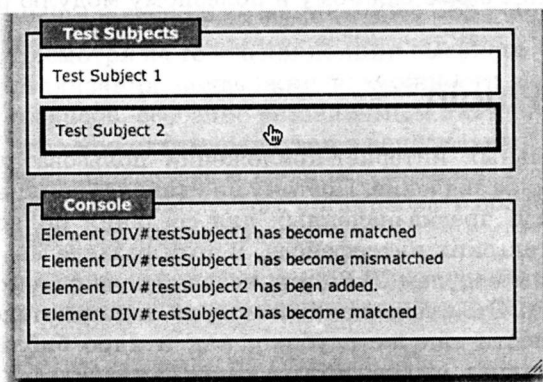 Test Subjects
Test Subject 1
Test Subject 2
Console
Element DIV#testSubject1 has become matched
Element DIV#testSubject1 has become mismatched
Element DIV#testSubject2 has been added.
Element DIV#testSubject2 has become matched